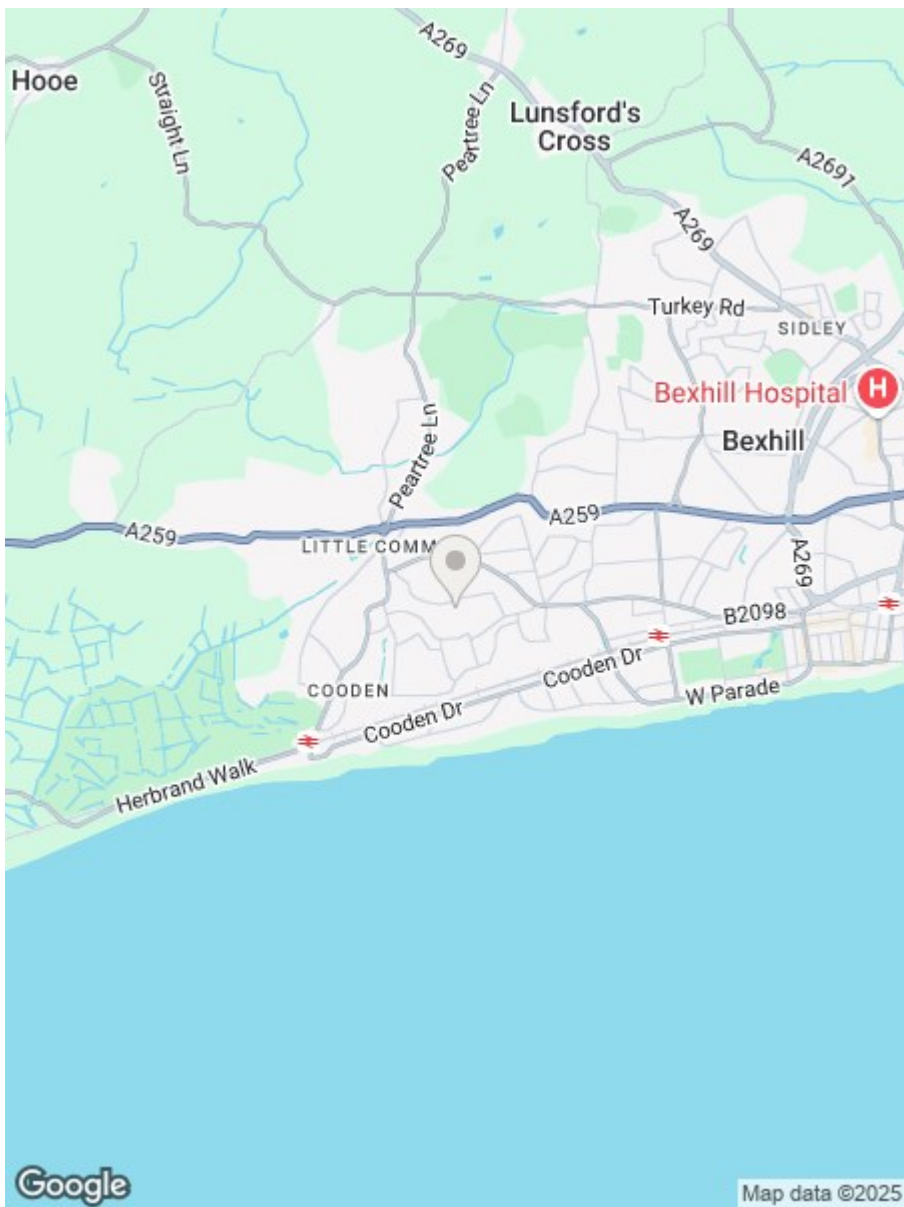 A269
Hooe
Straight Ln
Peartree Ln
Lunsford's
Cross
A2691
A269
Turkey Rd
SIDLEY
Bexhill Hospital
H
Bexhill
Peartree Ln
A259
A259
LITTLE COMM
A269
B2098
Cooden Dr
COODEN
W Parade
Cooden Dr
Herbrand Walk
Google
Map data ©2025